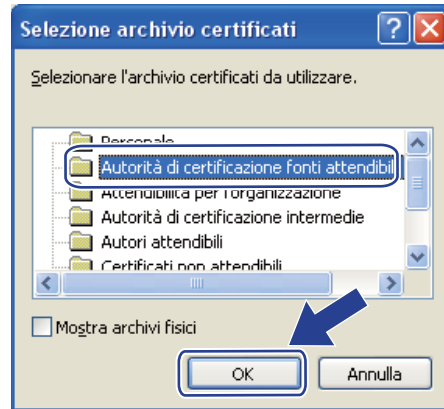 Selezione archivio certificati
Selezionare l'archivio certificati da utilizzare.
Personale
Autorità di certificazione fonti attendibil
Attendibilità per l'organizzazione
Autorità di certificazione intermedie
Autori attendibili
Certificati non attendibili
Mostra archivi fisici
OK
Annulla